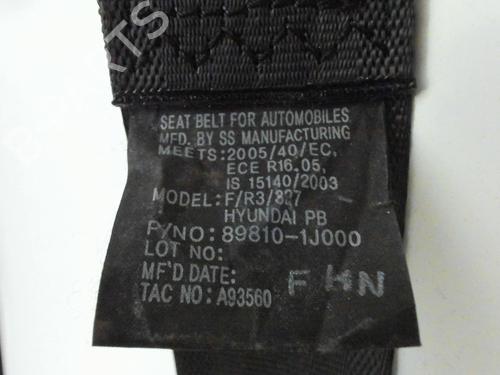 SEAT BELT FOR AUTOMOBILES
MFD. BY SS MANUFACTURING
MEETS:2005/40/EC,
ECE R16.05,
IS 15140/2003
MODEL: F/R3/827
HYUNDAI PB
P/NO: 89810-1J000
LOT NO:
MF'D DATE:
F HN
TAC NO: A93560